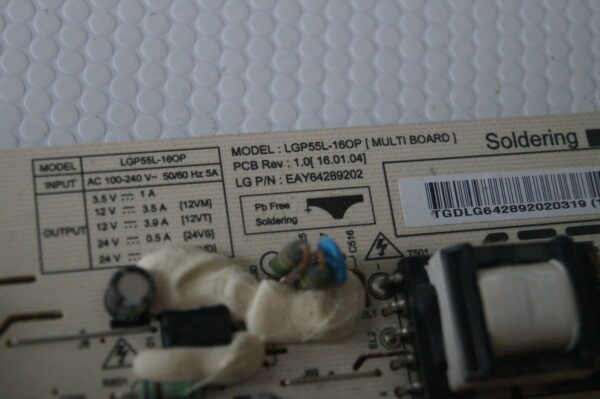 MODEL LGP55L-16OP
INPUT AC 100-240 V~ 50/60 Hz 5A
OUTPUT
3.5 V 1 A
12 V 3.5 A [12VM]
12 V 3.9 A [12VT]
24 V 0.5 A [24VS]
24 V
MODEL : LGP55L-16OP [ MULTI BOARD ]
PCB Rev : 1.0[ 16.01.04]
LG P/N : EAY64289202
Pb Free
Soldering
Soldering
TGDLG642892020319
C516
T501
EL2